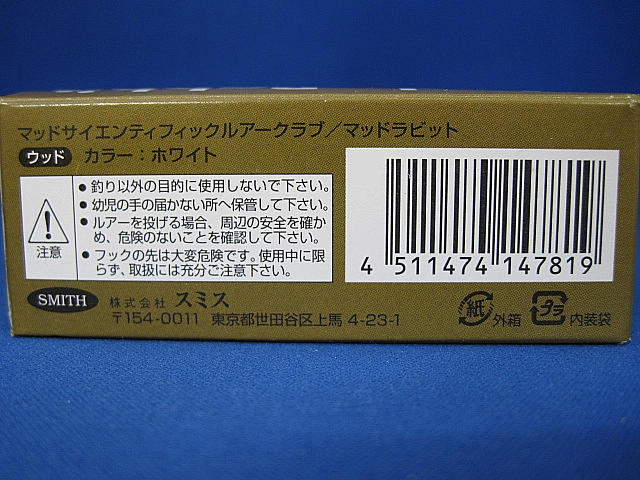 マッドサイエンティフィックルアークラブ／マッドラビット
ウッド カラー：ホワイト
●釣り以外の目的に使用しないで下さい。
●幼児の手の届かない所へ保管して下さい。
●ルアーを投げる場合、周辺の安全を確か
め、危険のないことを確認して下さい。
●フックの先は大変危険です。使用中に限
らず、取扱には充分ご注意下さい。
注意
4 511474 147819
SMITH 株式会社 スミス
〒154-0011 東京都世田谷区上馬 4-23-1
紙 外箱 プラ 内装袋